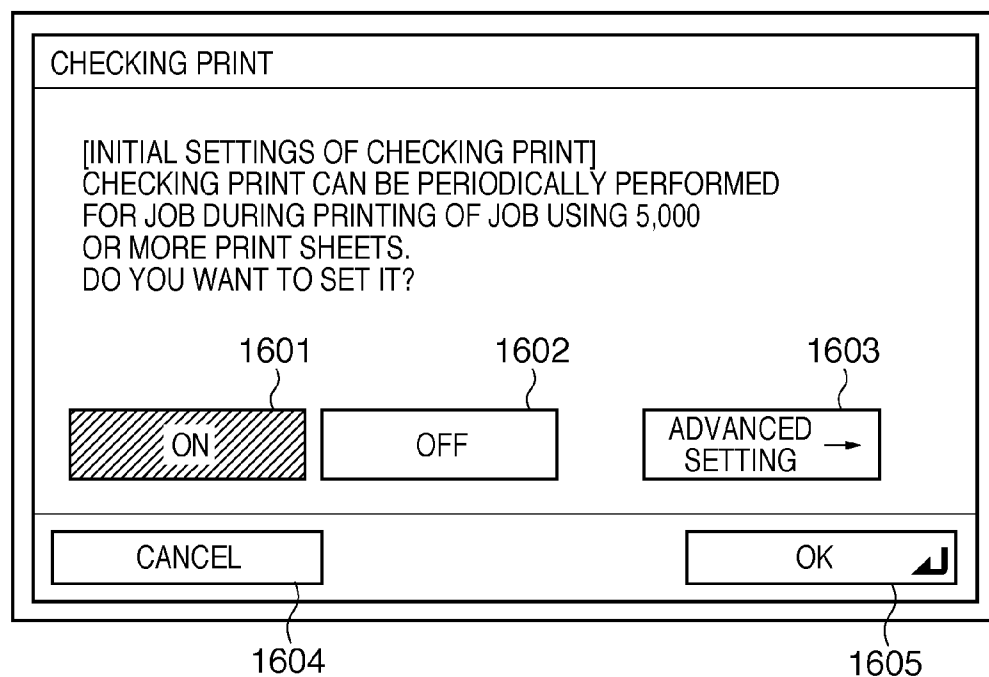 CHECKING PRINT
[INITIAL SETTINGS OF CHECKING PRINT]
CHECKING PRINT CAN BE PERIODICALLY PERFORMED
FOR JOB DURING PRINTING OF JOB USING 5,000
OR MORE PRINT SHEETS.
DO YOU WANT TO SET IT?
1601 1602 1603
ON OFF ADVANCED
SETTING
CANCEL OK
1604 1605